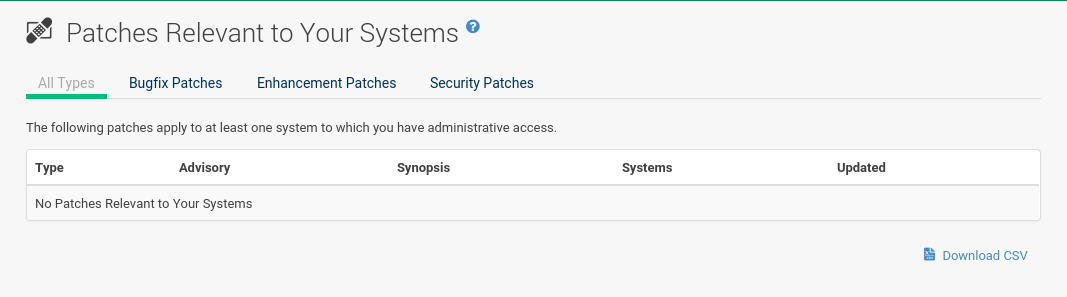 Patches Relevant to Your Systems ?
All Types Bugfix Patches Enhancement Patches Security Patches
The following patches apply to at least one system to which you have administrative access.
Type Advisory Synopsis Systems Updated
No Patches Relevant to Your Systems
Download CSV